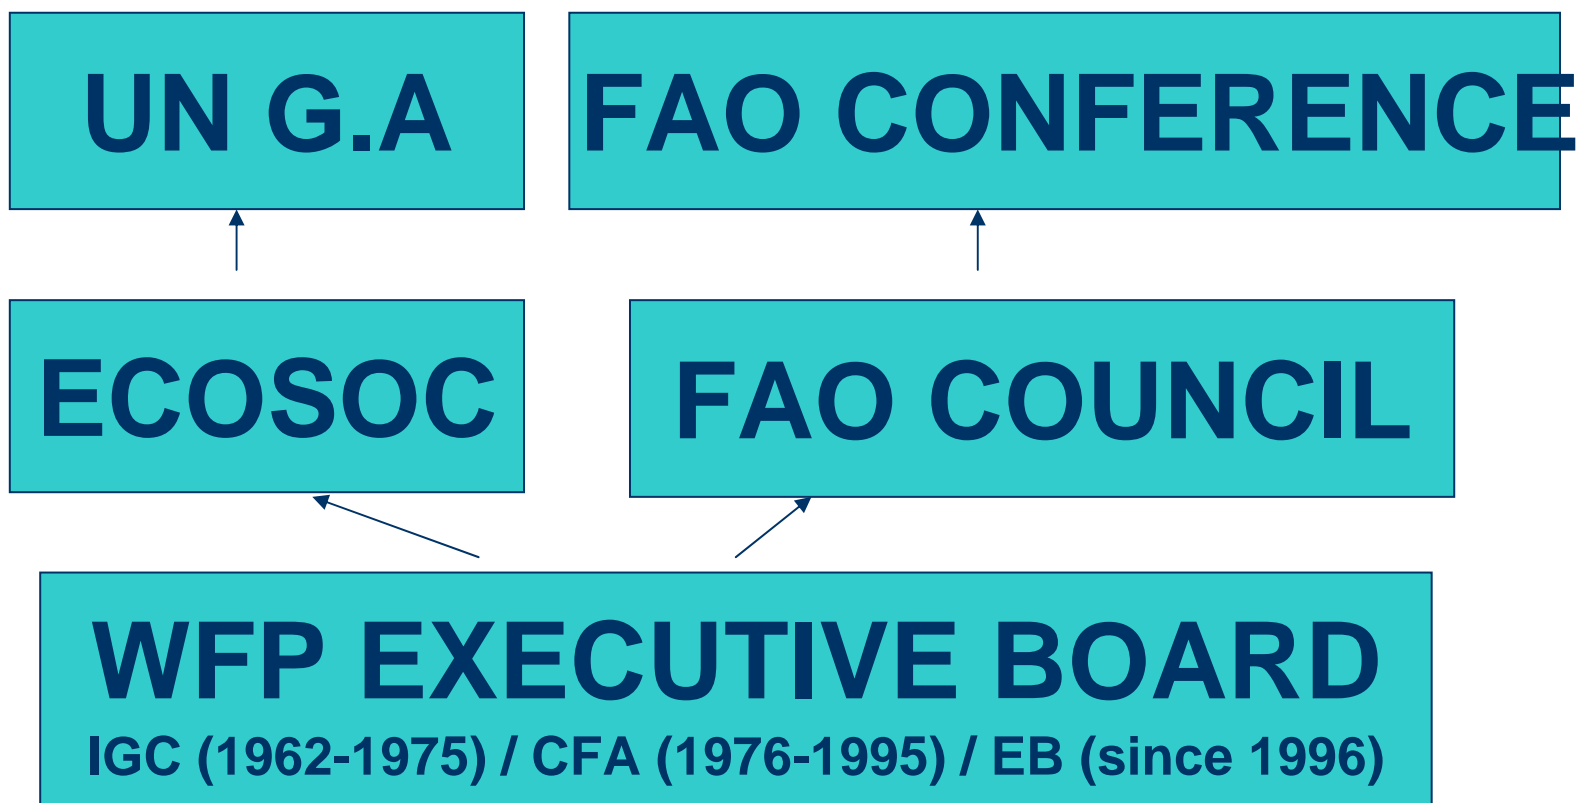 UN G.A
FAO CONFERENCE
ECOSOC
FAO COUNCIL
WFP EXECUTIVE BOARD
IGC (1962-1975) / CFA (1976-1995) / EB (since 1996)